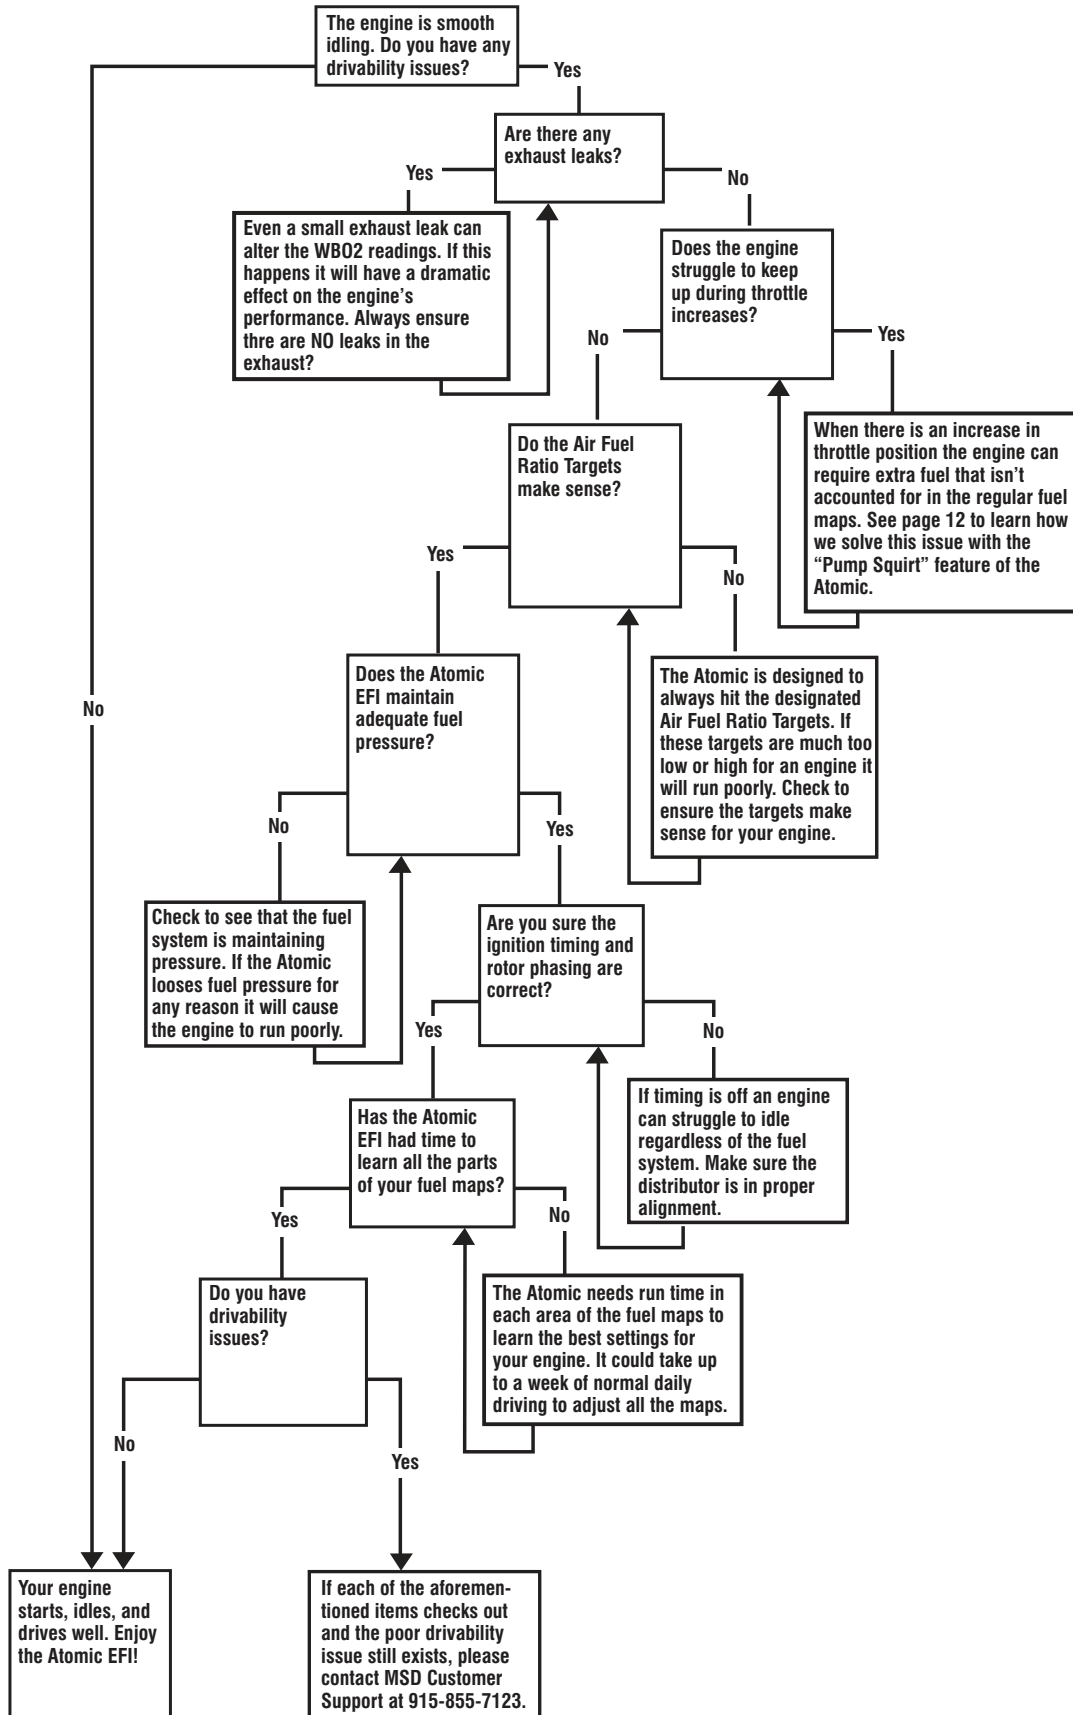 The engine is smooth
idling. Do you have any
drivability issues?
Yes
Are there any
exhaust leaks?
Yes
No
Even a small exhaust leak can
alter the WBO2 readings. If this
happens it will have a dramatic
effect on the engine's
performance. Always ensure
thre are NO leaks in the
exhaust?
Does the engine
struggle to keep
up during throttle
increases?
No
Yes
When there is an increase in
throttle position the engine can
require extra fuel that isn't
accounted for in the regular fuel
maps. See page 12 to learn how
we solve this issue with the
“Pump Squirt” feature of the
Atomic.
Do the Air Fuel
Ratio Targets
make sense?
Yes
No
The Atomic is designed to
always hit the designated
Air Fuel Ratio Targets. If
these targets are much too
low or high for an engine it
will run poorly. Check to
ensure the targets make
sense for your engine.
Does the Atomic
EFI maintain
adequate fuel
pressure?
No
No
Yes
Check to see that the fuel
system is maintaining
pressure. If the Atomic
looses fuel pressure for
any reason it will cause
the engine to run poorly.
Are you sure the
ignition timing and
rotor phasing are
correct?
Yes
No
If timing is off an engine
can struggle to idle
regardless of the fuel
system. Make sure the
distributor is in proper
alignment.
Has the Atomic
EFI had time to
learn all the parts
of your fuel maps?
Yes
No
The Atomic needs run time in
each area of the fuel maps to
learn the best settings for
your engine. It could take up
to a week of normal daily
driving to adjust all the maps.
Do you have
drivability
issues?
No
Yes
Your engine
starts, idles, and
drives well. Enjoy
the Atomic EFI!
If each of the aforemen-
tioned items checks out
and the poor drivability
issue still exists, please
contact MSD Customer
Support at 915-855-7123.